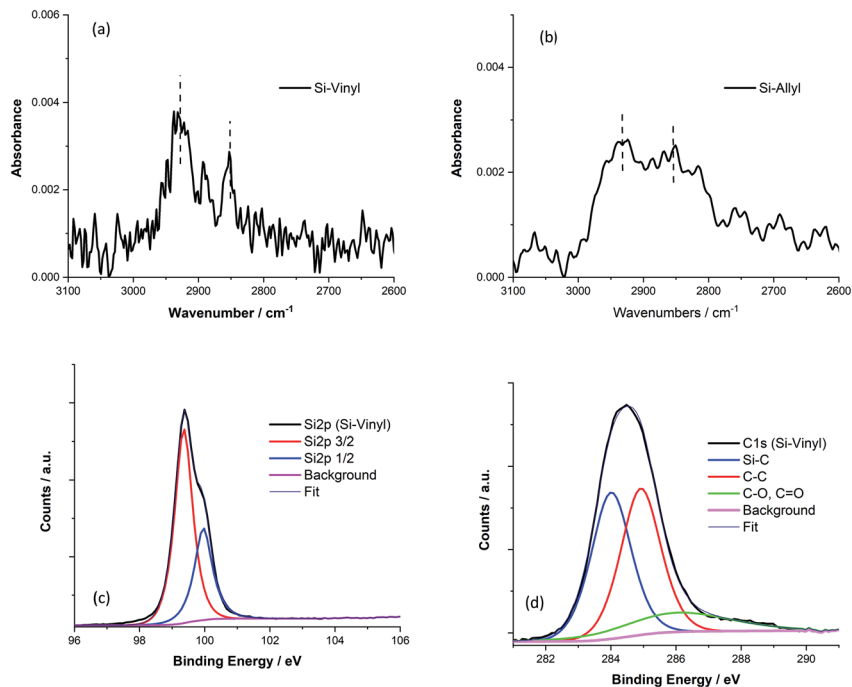 (a)
0.006
0.004
0.002
0.000
Absorbance
Si-Vinyl
3100 3000 2900 2800 2700 2600
Wavenumber / cm-1
(b)
0.004
0.002
0.000
Absorbance
Si-Allyl
3100 3000 2900 2800 2700 2600
Wavenumbers / cm-1
Counts / a.u.
Si2p (Si-Vinyl)
Si2p 3/2
Si2p 1/2
Background
Fit
(c)
96 98 100 102 104 106
Binding Energy / eV
Counts / a.u.
C1s (Si-Vinyl)
Si-C
C-C
C-O, C=O
Background
Fit
(d)
282 284 286 288 290
Binding Energy / eV